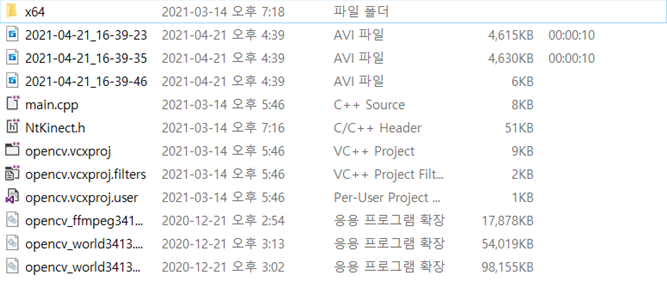 x64 2021-03-14 오후 7:18 파일 폴더
2021-04-21_16-39-23 2021-04-21 오후 4:39 AVI 파일 4,615KB 00:00:10
2021-04-21_16-39-35 2021-04-21 오후 4:39 AVI 파일 4,630KB 00:00:10
2021-04-21_16-39-46 2021-04-21 오후 4:39 AVI 파일 6KB
main.cpp 2021-03-14 오후 5:46 C++ Source 8KB
NtKinect.h 2021-03-14 오후 7:16 C/C++ Header 51KB
opencv.vcxproj 2021-03-14 오후 5:46 VC++ Project 9KB
opencv.vcxproj.filters 2021-03-14 오후 5:46 VC++ Project Filt... 2KB
opencv.vcxproj.user 2021-03-14 오후 5:46 Per-User Project ... 1KB
opencv_ffmpeg341... 2020-12-21 오후 2:54 응용 프로그램 확장 17,878KB
opencv_world3413... 2020-12-21 오후 3:13 응용 프로그램 확장 54,019KB
opencv_world3413... 2020-12-21 오후 3:02 응용 프로그램 확장 98,155KB